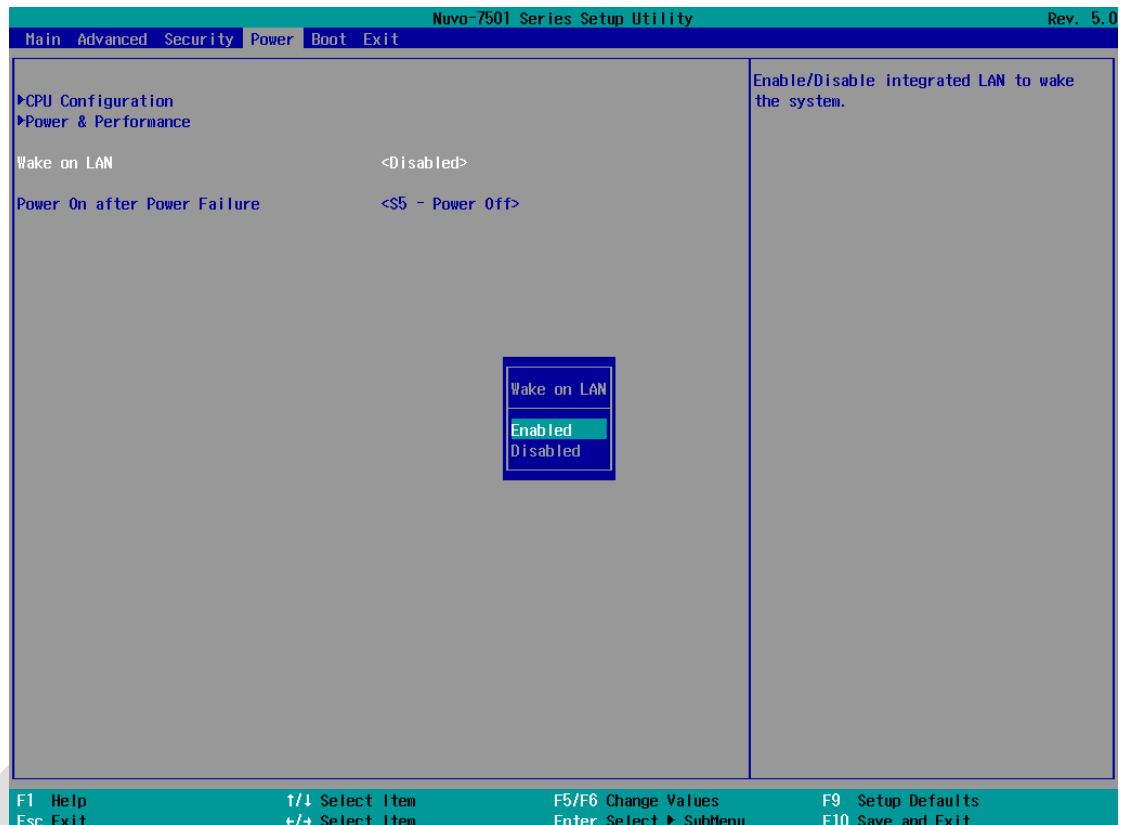 Nuvo-7501 Series Setup Utility Rev. 5.0
Main Advanced Security Power Boot Exit
Enable/Disable integrated LAN to wake
the system.
▶CPU Configuration
▶Power & Performance
Wake on LAN <Disabled>
Power On after Power Failure <S5 - Power Off>
Wake on LAN
Enabled
Disabled
F1 Help ↑/↓ Select Item F5/F6 Change Values F9 Setup Defaults
Esc Exit ←/→ Select Item Enter Select ▶ SubMenu F10 Save and Exit